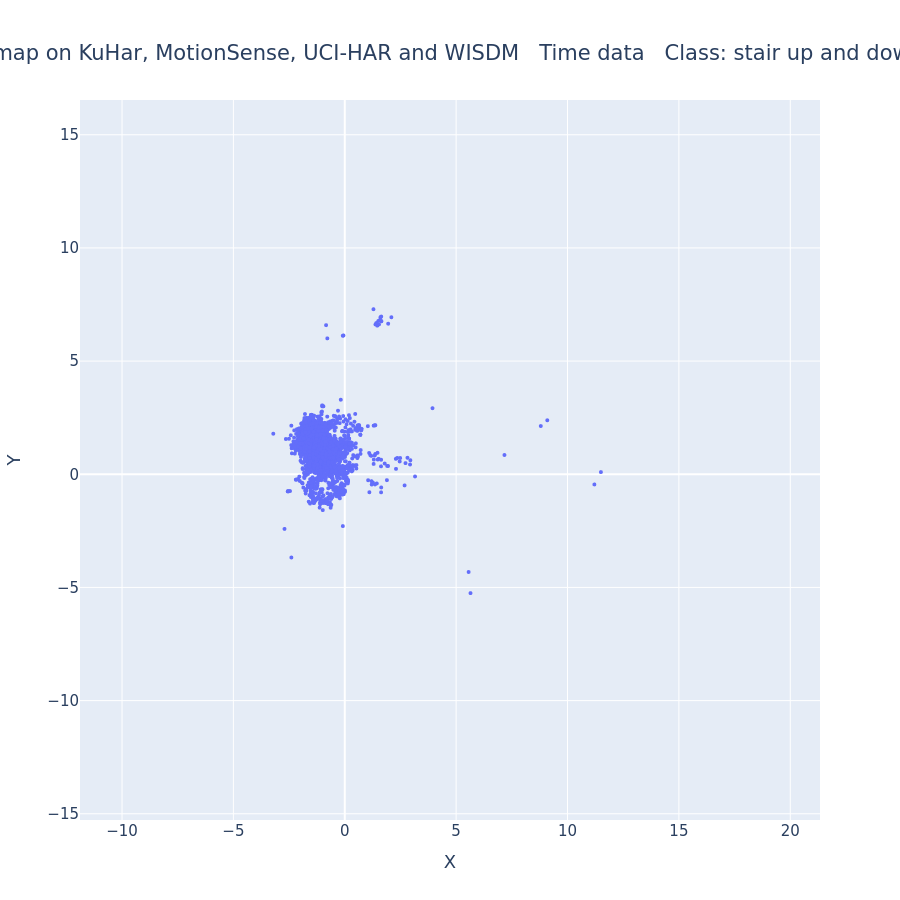 map on KuHar, MotionSense, UCI-HAR and WISDM Time data Class: stair up and dow
15
10
5
0
−5
−10
−15
Y
−10 −5 0 5 10 15 20
X